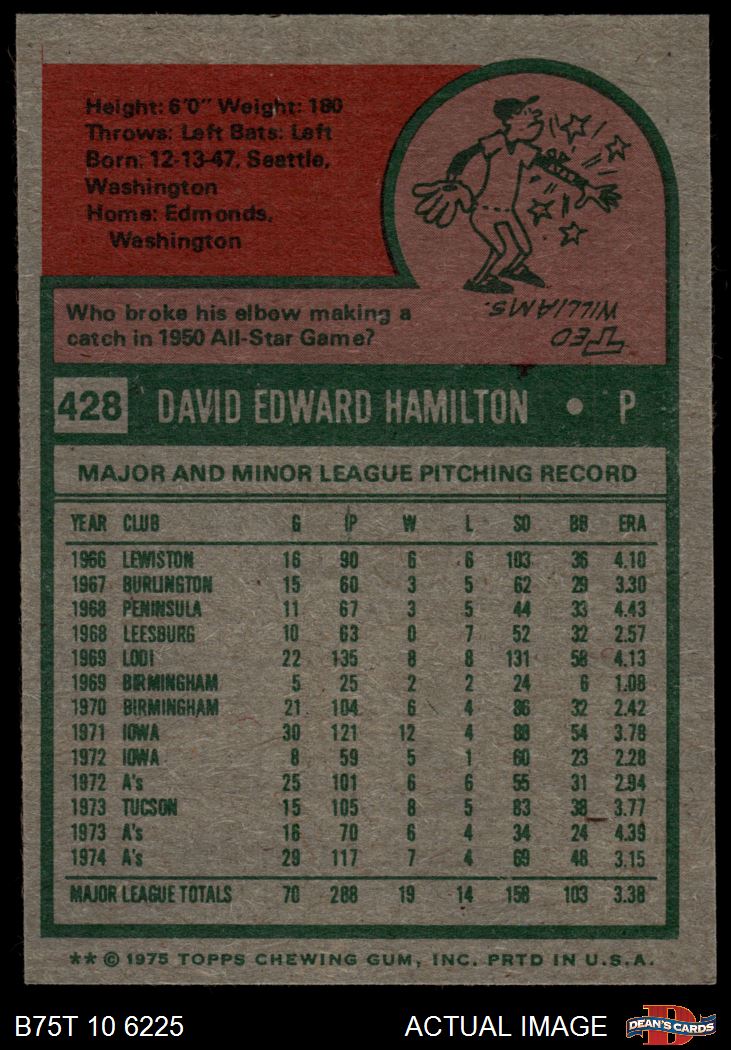 Height: 6'0" Weight: 180
Throws: Left Bats: Left
Born: 12-13-47, Seattle,
Washington
Home: Edmonds,
Washington
Who broke his elbow making a
catch in 1950 All-Star Game?
TED
WILLIAMS.
428 DAVID EDWARD HAMILTON • P
MAJOR AND MINOR LEAGUE PITCHING RECORD
YEAR CLUB G IP W L SO BB ERA
1966 LEWISTON 16 90 6 6 103 36 4.10
1967 BURLINGTON 15 60 3 5 62 29 3.30
1968 PENINSULA 11 67 3 5 44 33 4.43
1968 LEESBURG 10 63 0 7 52 32 2.57
1969 LODI 22 135 8 8 131 58 4.13
1969 BIRMINGHAM 5 25 2 2 24 6 1.08
1970 BIRMINGHAM 21 104 6 4 86 32 2.42
1971 IOWA 30 121 12 4 88 54 3.78
1972 IOWA 8 59 5 1 60 23 2.28
1972 A's 25 101 6 6 55 31 2.94
1973 TUCSON 15 105 8 5 83 38 3.77
1973 A's 16 70 6 4 34 24 4.39
1974 A's 29 117 7 4 69 48 3.15
MAJOR LEAGUE TOTALS 70 288 19 14 158 103 3.38
** © 1975 TOPPS CHEWING GUM, INC. PRTD IN U.S.A.
B75T 10 6225 ACTUAL IMAGE DEAN'S CARDS